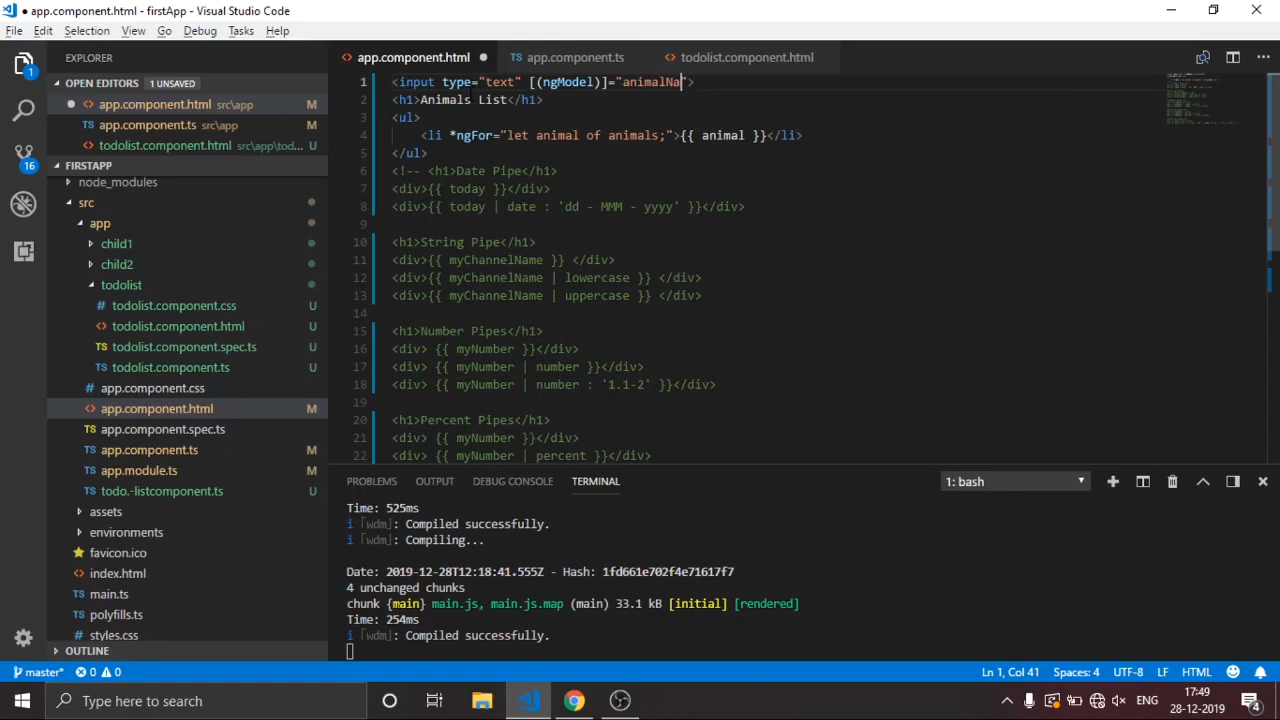 ● app.component.html - firstApp - Visual Studio Code
File Edit Selection View Go Debug Tasks Help
EXPLORER
OPEN EDITORS 1 UNSAVED
app.component.html src\app M
app.component.ts src\app M
todolist.component.html src\app\tod... U
FIRSTAPP
node_modules
src
app
child1
child2
todolist
todolist.component.css U
todolist.component.html U
todolist.component.spec.ts U
todolist.component.ts U
app.component.css
app.component.html M
app.component.spec.ts
app.component.ts M
app.module.ts M
todo.-listcomponent.ts U
assets
environments
favicon.ico
index.html
main.ts
polyfills.ts
styles.css
OUTLINE
1
16
app.component.html app.component.ts todolist.component.html
1 <input type="text" [(ngModel)]="animalNa">
2 <h1>Animals List</h1>
3 <ul>
4 <li *ngFor="let animal of animals;">{{ animal }}</li>
5 </ul>
6 <!-- <h1>Date Pipe</h1>
7 <div>{{ today }}</div>
8 <div>{{ today | date : 'dd - MMM - yyyy' }}</div>
9
10 <h1>String Pipe</h1>
11 <div>{{ myChannelName }} </div>
12 <div>{{ myChannelName | lowercase }} </div>
13 <div>{{ myChannelName | uppercase }} </div>
14
15 <h1>Number Pipes</h1>
16 <div> {{ myNumber }}</div>
17 <div> {{ myNumber | number }}</div>
18 <div> {{ myNumber | number : '1.1-2' }}</div>
19
20 <h1>Percent Pipes</h1>
21 <div> {{ myNumber }}</div>
22 <div> {{ myNumber | percent }}</div>
PROBLEMS OUTPUT DEBUG CONSOLE TERMINAL 1: bash
Time: 525ms
i ｢wdm｣: Compiled successfully.
i ｢wdm｣: Compiling...
Date: 2019-12-28T12:18:41.555Z - Hash: 1fd661e702f4e71617f7
4 unchanged chunks
chunk {main} main.js, main.js.map (main) 33.1 kB [initial] [rendered]
Time: 254ms
i ｢wdm｣: Compiled successfully.
master* 0 0 Ln 1, Col 41 Spaces: 4 UTF-8 LF HTML
Type here to search ENG 17:49 28-12-2019 4